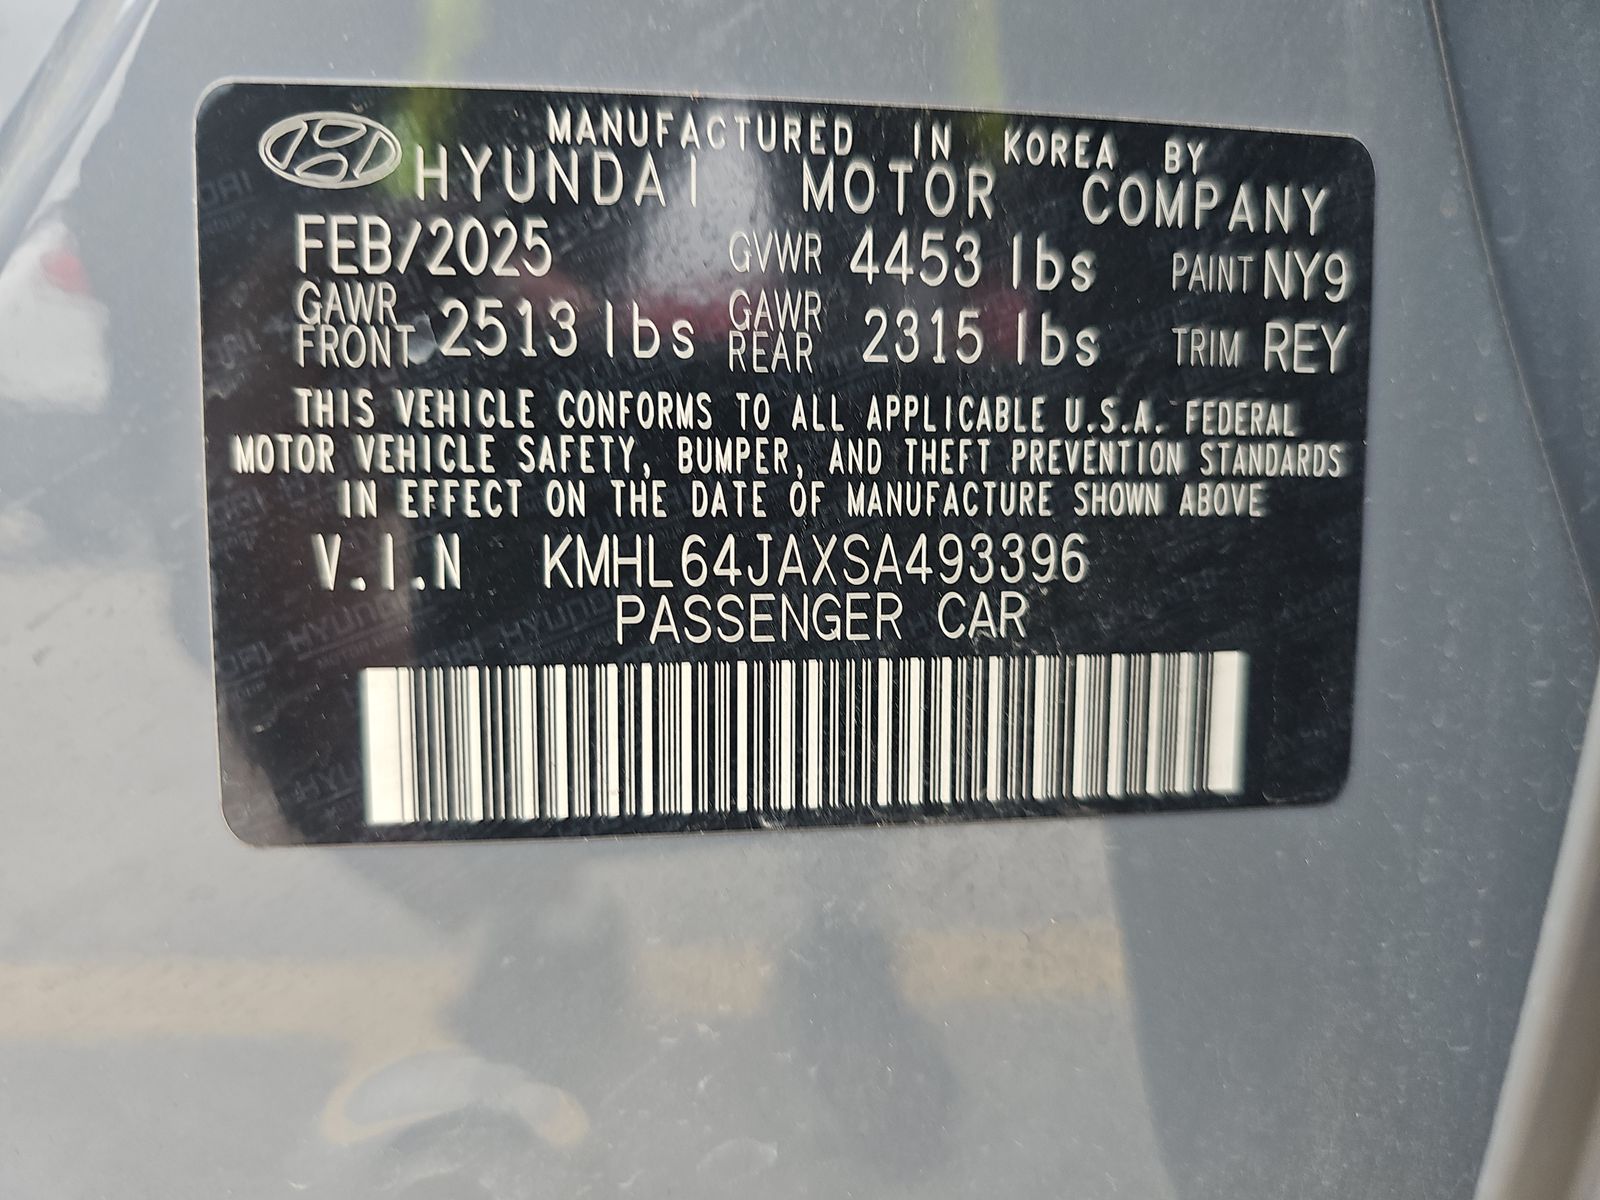 MANUFACTURED IN KOREA BY
HYUNDAI MOTOR COMPANY
FEB/2025 GVWR 4453 lbs PAINT NY9
GAWR FRONT 2513 lbs GAWR REAR 2315 lbs TRIM REY
THIS VEHICLE CONFORMS TO ALL APPLICABLE U.S.A. FEDERAL
MOTOR VEHICLE SAFETY, BUMPER, AND THEFT PREVENTION STANDARDS
IN EFFECT ON THE DATE OF MANUFACTURE SHOWN ABOVE
V.I.N KMHL64JAXSA493396
PASSENGER CAR